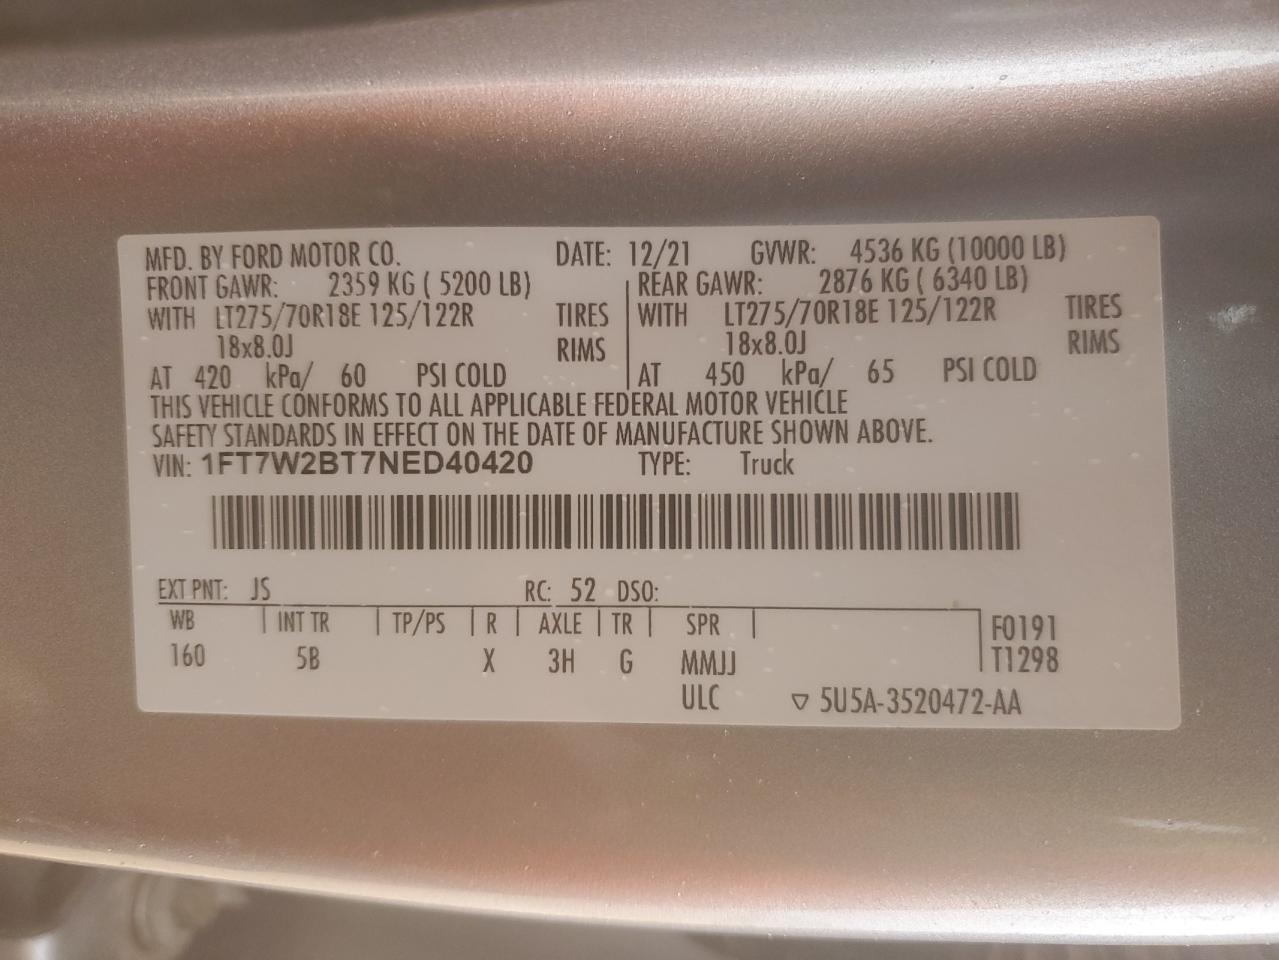 MFD. BY FORD MOTOR CO. DATE: 12/21 GVWR: 4536 KG (10000 LB)
FRONT GAWR: 2359 KG ( 5200 LB) REAR GAWR: 2876 KG ( 6340 LB)
WITH LT275/70R18E 125/122R TIRES WITH LT275/70R18E 125/122R TIRES
18x8.0J RIMS 18x8.0J RIMS
AT 420 kPa/ 60 PSI COLD AT 450 kPa/ 65 PSI COLD
THIS VEHICLE CONFORMS TO ALL APPLICABLE FEDERAL MOTOR VEHICLE
SAFETY STANDARDS IN EFFECT ON THE DATE OF MANUFACTURE SHOWN ABOVE.
VIN: 1FT7W2BT7NED40420 TYPE: Truck
EXT PNT: JS RC: 52 DSO:
WB INT TR TP/PS R AXLE TR SPR F0191
160 5B X 3H G MMJJ T1298
ULC ▽ 5U5A-3520472-AA